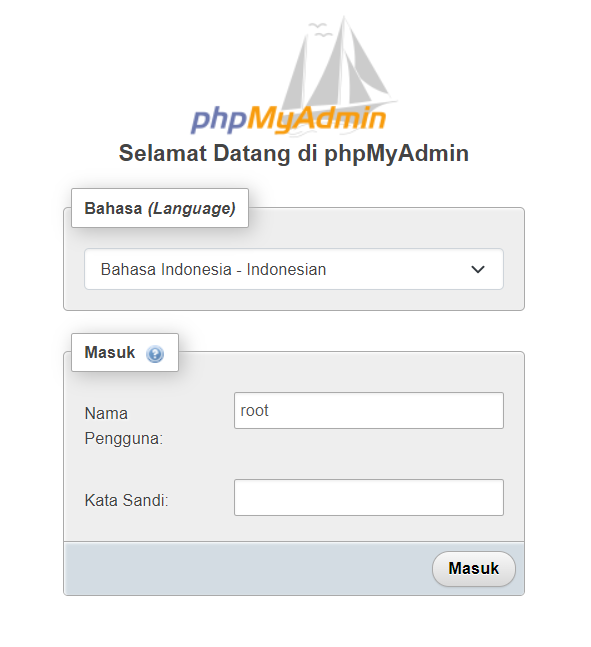 phpMyAdmin
Selamat Datang di phpMyAdmin
Bahasa (Language)
Bahasa Indonesia - Indonesian
Masuk ?
Nama
Pengguna:
root
Kata Sandi:
Masuk